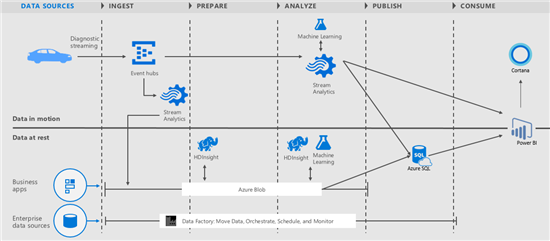 DATA SOURCES
INGEST
PREPARE
ANALYZE
PUBLISH
CONSUME
Diagnostic
streaming
Event hubs
Stream
Analytics
Machine Learning
Stream
Analytics
Cortana
Power BI
Data in motion
Data at rest
HDInsight
HDInsight
Machine
Learning
SQL
Azure SQL
Business
apps
Azure Blob
Enterprise
data sources
Data Factory: Move Data, Orchestrate, Schedule, and Monitor